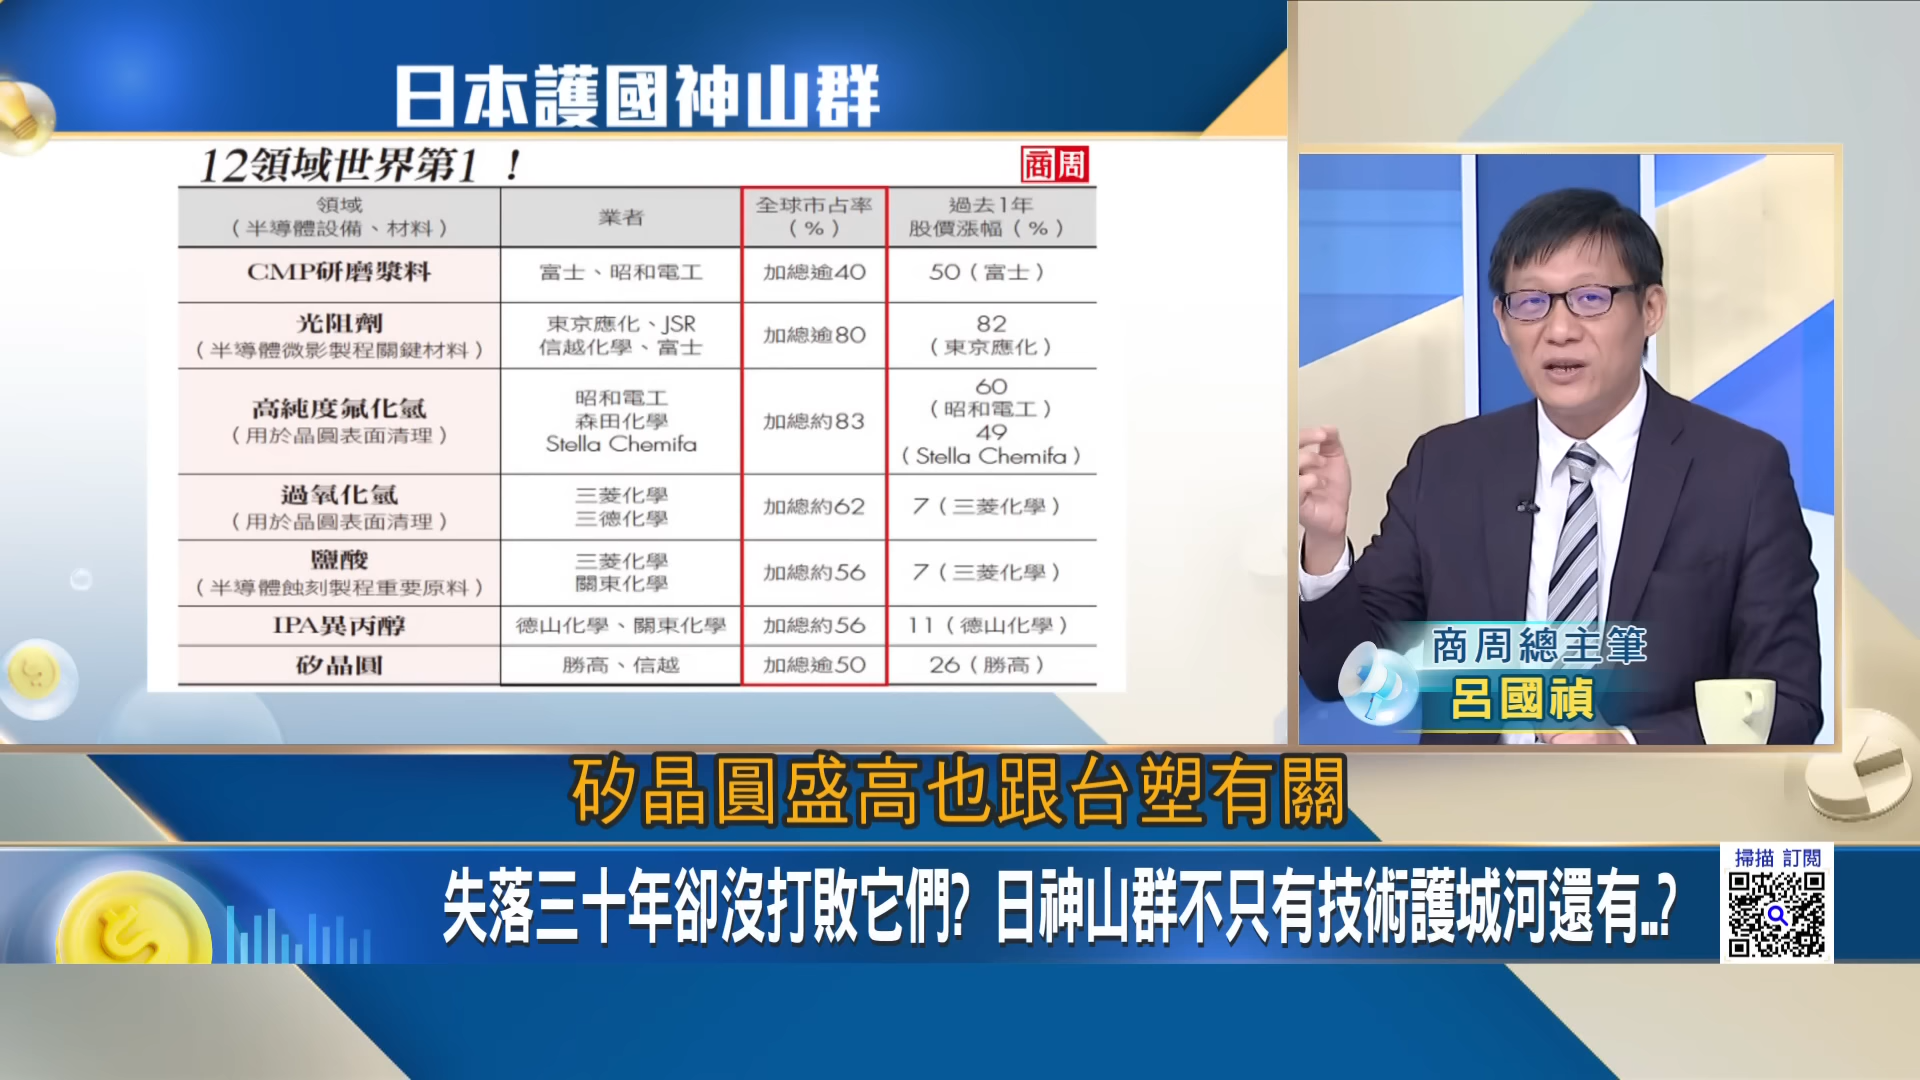 日本護國神山群
12領域世界第1！
商周
領域
（半導體設備、材料）
業者
全球市占率
（%）
過去1年
股價漲幅（%）
CMP研磨漿料
富士、昭和電工
加總逾40
50（富士）
光阻劑
（半導體微影製程關鍵材料）
東京應化、JSR
信越化學、富士
加總逾80
82
（東京應化）
高純度氟化氫
（用於晶圓表面清理）
昭和電工
森田化學
Stella Chemifa
加總約83
60
（昭和電工）
49
（Stella Chemifa）
過氧化氫
（用於晶圓表面清理）
三菱化學
三德化學
加總約62
7（三菱化學）
鹽酸
（半導體蝕刻製程重要原料）
三菱化學
關東化學
加總約56
7（三菱化學）
IPA異丙醇
德山化學、關東化學
加總約56
11（德山化學）
矽晶圓
勝高、信越
加總逾50
26（勝高）
商周總主筆
呂國禎
矽晶圓盛高也跟台塑有關
失落三十年卻沒打敗它們? 日神山群不只有技術護城河還有..?
掃描 訂閱